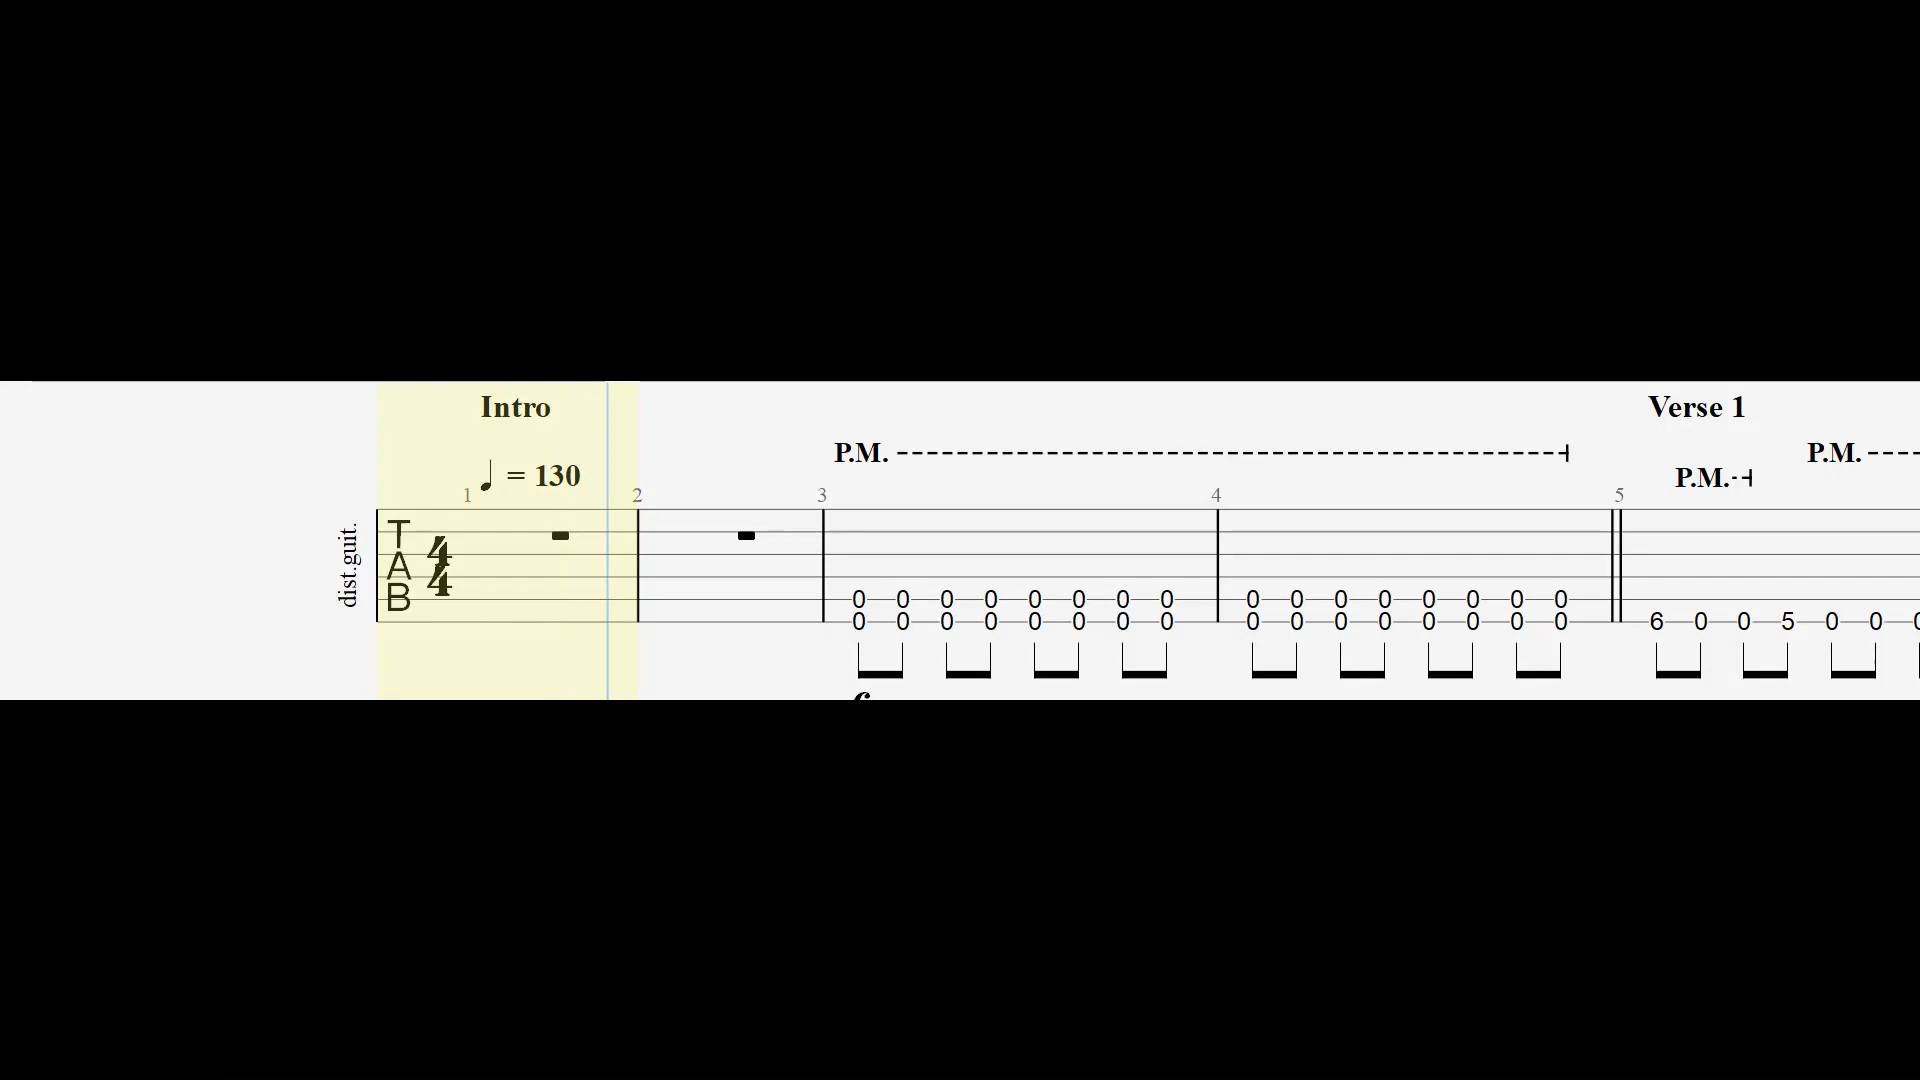 Intro
Verse 1
P.M. P.M.
P.M.
♩ = 130
1 2 3 4 5
dist.guit.
T
A
B
4
4
0 0 0 0 0 0 0 0 0 0 0 0 0 0 0 0
0 0 0 0 0 0 0 0 0 0 0 0 0 0 0 0 6 0 0 5 0 0 0